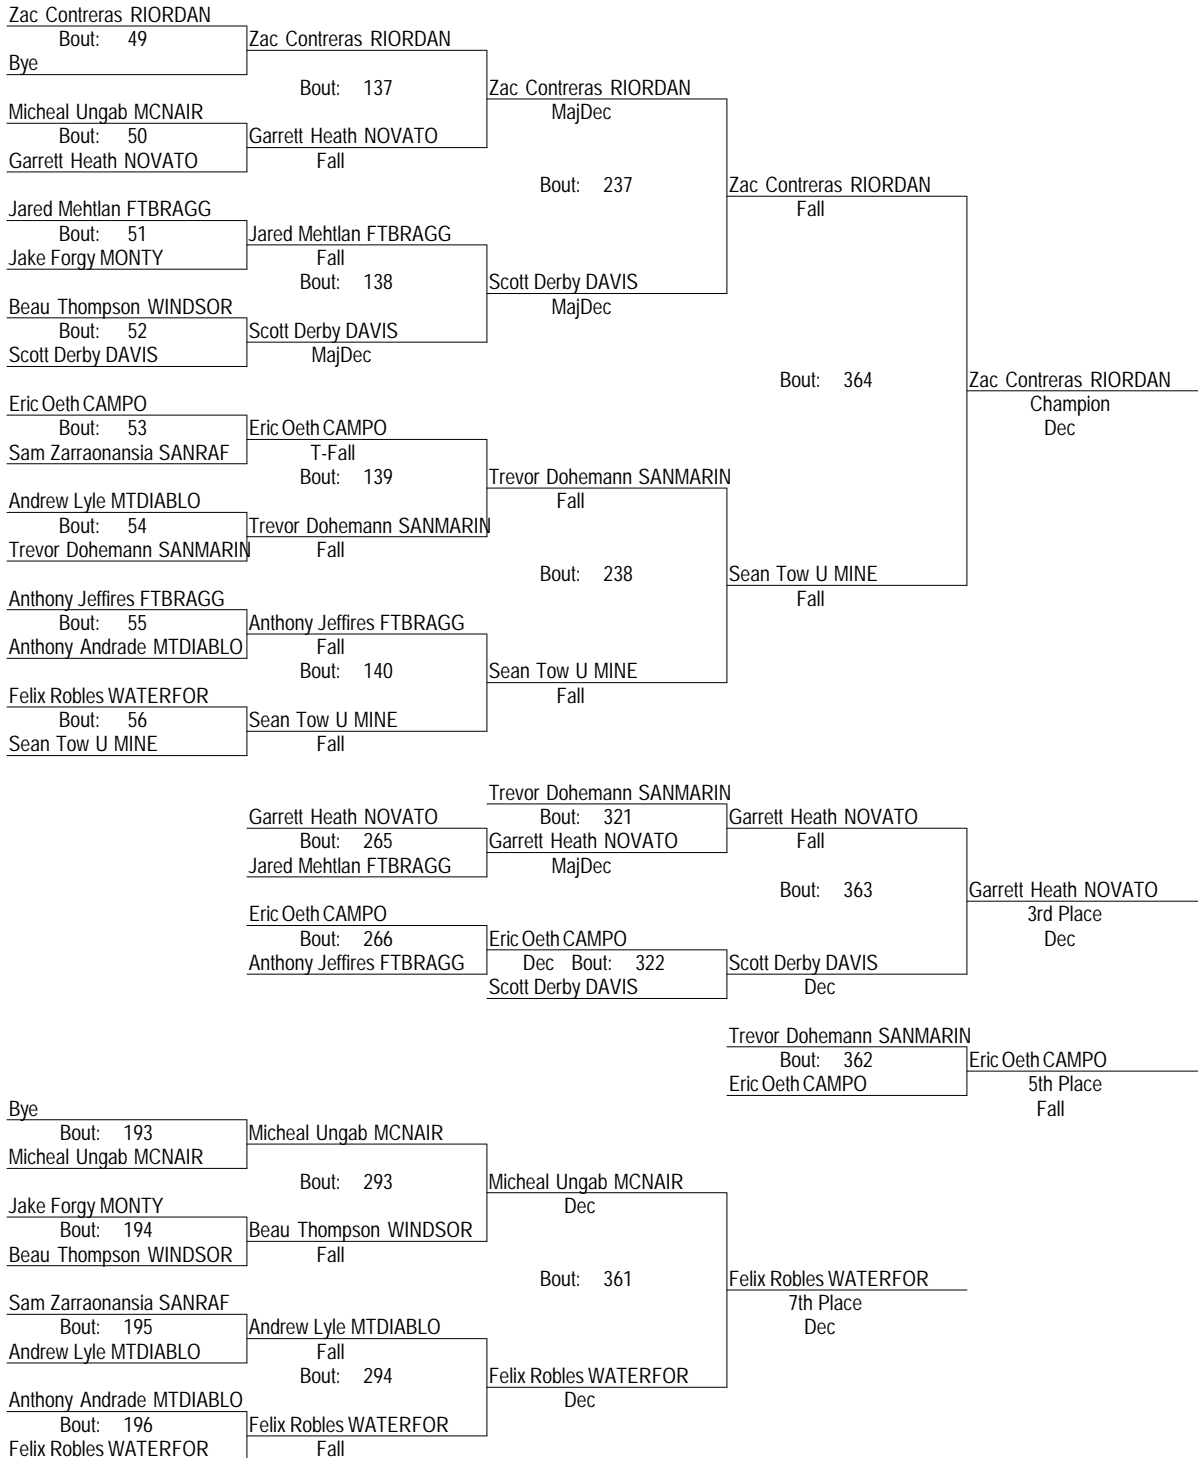 Zac Contreras RIORDAN
Bout: 49
Zac Contreras RIORDAN
Bye
Bout: 137
Zac Contreras RIORDAN
MajDec
Micheal Ungab MCNAIR
Bout: 50
Garrett Heath NOVATO
Garrett Heath NOVATO
Fall
Bout: 237
Zac Contreras RIORDAN
Fall
Jared Mehtlan FTBRAGG
Bout: 51
Jared Mehtlan FTBRAGG
Jake Forgy MONTY
Fall
Bout: 138
Scott Derby DAVIS
MajDec
Beau Thompson WINDSOR
Bout: 52
Scott Derby DAVIS
Scott Derby DAVIS
MajDec
Bout: 364
Zac Contreras RIORDAN
Champion
Dec
Eric Oeth CAMPO
Bout: 53
Eric Oeth CAMPO
Sam Zarraonansia SANRAF
T-Fall
Bout: 139
Trevor Dohemann SANMARIN
Fall
Andrew Lyle MTDIABLO
Bout: 54
Trevor Dohemann SANMARIN
Trevor Dohemann SANMARIN
Fall
Bout: 238
Sean Tow U MINE
Fall
Anthony Jeffires FTBRAGG
Bout: 55
Anthony Jeffires FTBRAGG
Anthony Andrade MTDIABLO
Fall
Bout: 140
Sean Tow U MINE
Fall
Felix Robles WATERFOR
Bout: 56
Sean Tow U MINE
Sean Tow U MINE
Fall
Trevor Dohemann SANMARIN
Garrett Heath NOVATO
Bout: 321
Garrett Heath NOVATO
Bout: 265
Garrett Heath NOVATO
Fall
Jared Mehtlan FTBRAGG
MajDec
Bout: 363
Garrett Heath NOVATO
3rd Place
Dec
Eric Oeth CAMPO
Bout: 266
Eric Oeth CAMPO
Anthony Jeffires FTBRAGG
Dec Bout: 322
Scott Derby DAVIS
Scott Derby DAVIS
Dec
Trevor Dohemann SANMARIN
Bout: 362
Eric Oeth CAMPO
Eric Oeth CAMPO
5th Place
Fall
Bye
Bout: 193
Micheal Ungab MCNAIR
Micheal Ungab MCNAIR
Bout: 293
Micheal Ungab MCNAIR
Dec
Jake Forgy MONTY
Bout: 194
Beau Thompson WINDSOR
Beau Thompson WINDSOR
Fall
Bout: 361
Felix Robles WATERFOR
7th Place
Dec
Sam Zarraonansia SANRAF
Bout: 195
Andrew Lyle MTDIABLO
Andrew Lyle MTDIABLO
Fall
Bout: 294
Felix Robles WATERFOR
Dec
Anthony Andrade MTDIABLO
Bout: 196
Felix Robles WATERFOR
Felix Robles WATERFOR
Fall